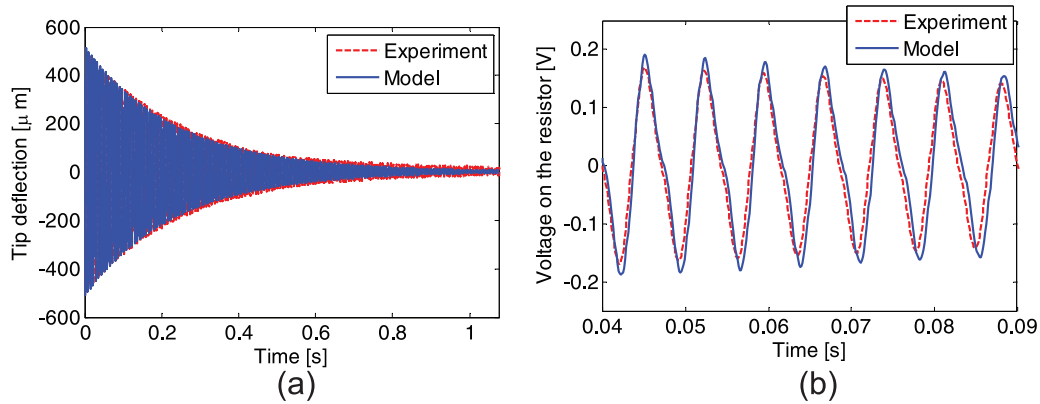 600
400
200
0
-200
-400
-600
Tip deflection [μ m]
Experiment
Model
0
0.2
0.4
0.6
0.8
1
Time [s]
(a)
0.2
0.1
0
-0.1
-0.2
Voltage on the resistor [V]
Experiment
Model
0.04
0.05
0.06
0.07
0.08
0.09
Time [s]
(b)